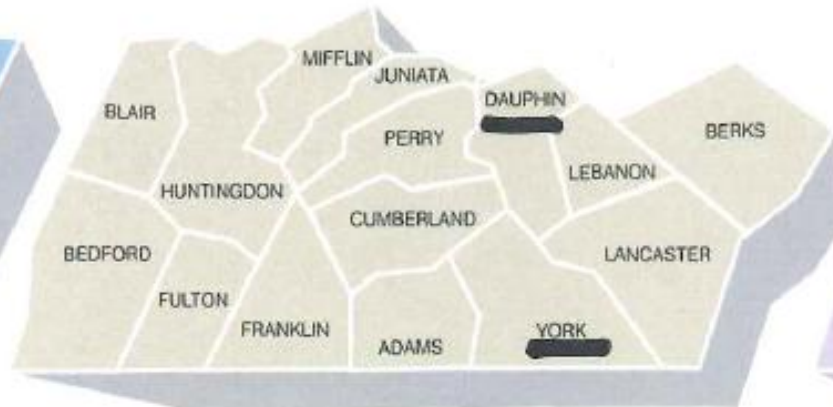 MIFFLIN
JUNIATA
DAUPHIN
BLAIR
PERRY
BERKS
LEBANON
HUNTINGDON
CUMBERLAND
BEDFORD
LANCASTER
FULTON
FRANKLIN
YORK
ADAMS